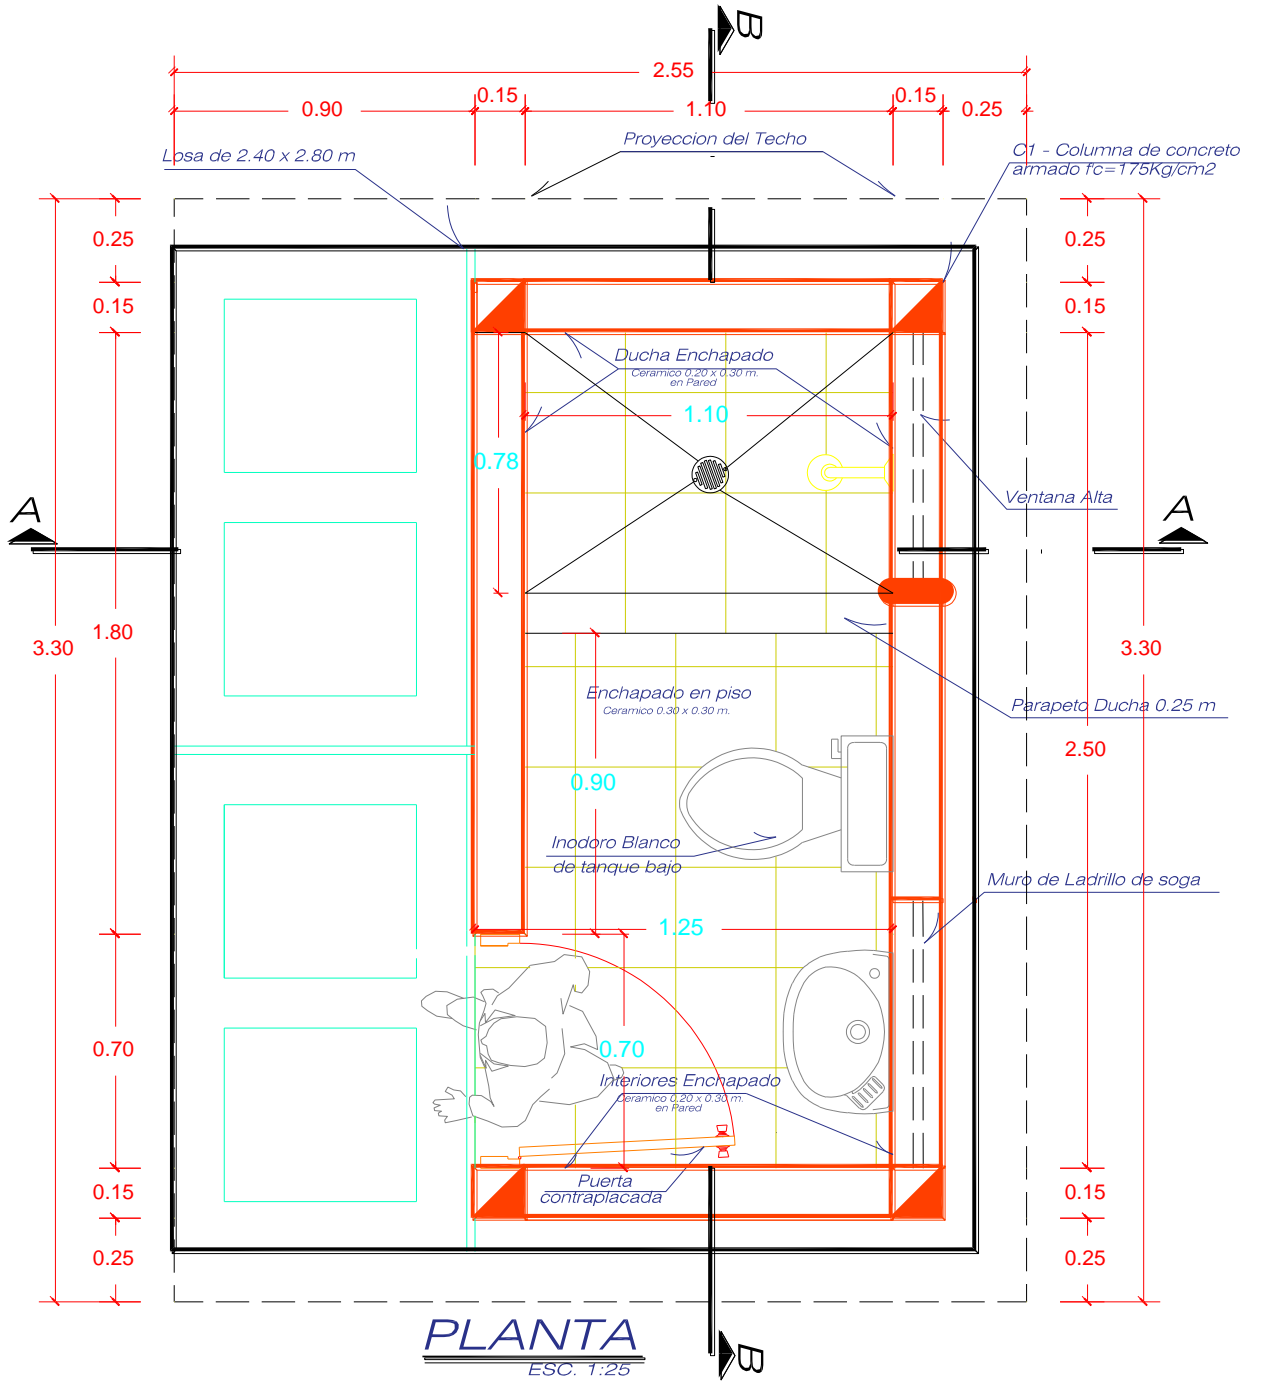 B
2.55
0.90
0.15
1.10
0.15
0.25
Proyeccion del Techo
Losa de 2.40 x 2.80 m
C1 - Columna de concreto
armado f'c=175Kg/cm2
0.25
0.25
0.15
0.15
Ducha Enchapado
Ceramico 0.20 x 0.30 m.
en Pared
1.10
0.78
Ventana Alta
A
A
3.30
1.80
3.30
Enchapado en piso
Ceramico 0.30 x 0.30 m.
Parapeto Ducha 0.25 m
2.50
0.90
Inodoro Blanco
de tanque bajo
Muro de Ladrillo de soga
1.25
0.70
0.70
Interiores Enchapado
Ceramico 0.20 x 0.30 m.
en Pared
Puerta
contraplacada
0.15
0.15
0.25
0.25
PLANTA
ESC. 1:25
B